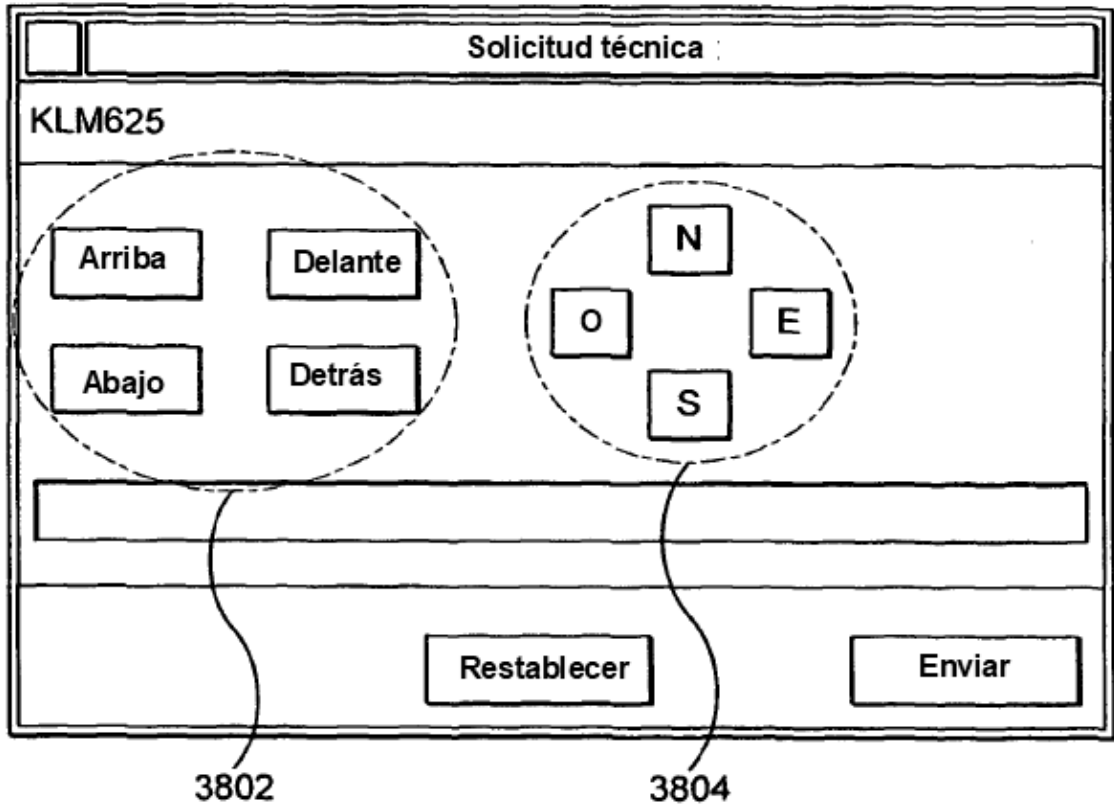 Solicitud técnica
KLM625
Arriba Delante
N
O E
Abajo Detrás
S
Restablecer Enviar
3802 3804